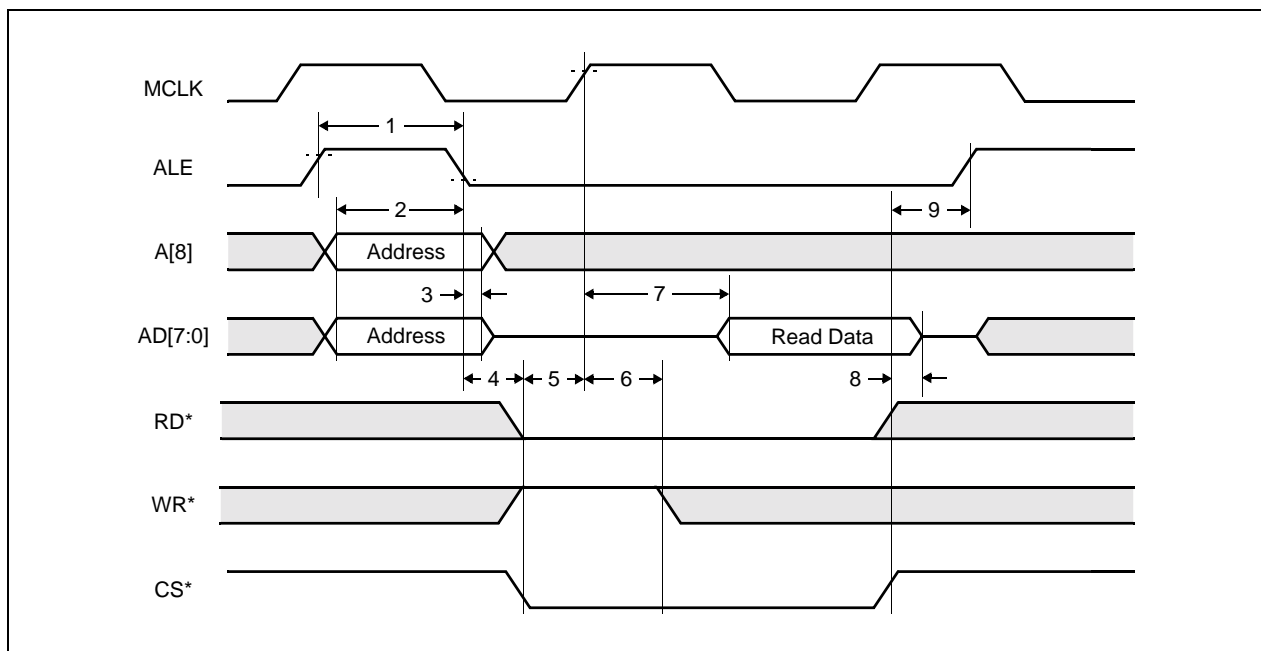 MCLK
1
ALE
2
9
A[8]
Address
3
7
AD[7:0]
Address
Read Data
4
5
6
8
RD*
WR*
CS*